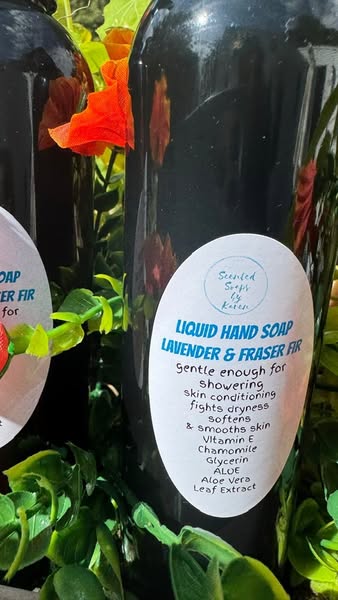 SOAP
ER FIR
for
Scented
Soaps
by
Karen
LIQUID HAND SOAP
LAVENDER & FRASER FIR
gentle enough for
showering
skin conditioning
fights dryness
softens
& smooths skin
Vitamin E
Chamomile
Glycerin
ALOE
Aloe Vera
Leaf Extract